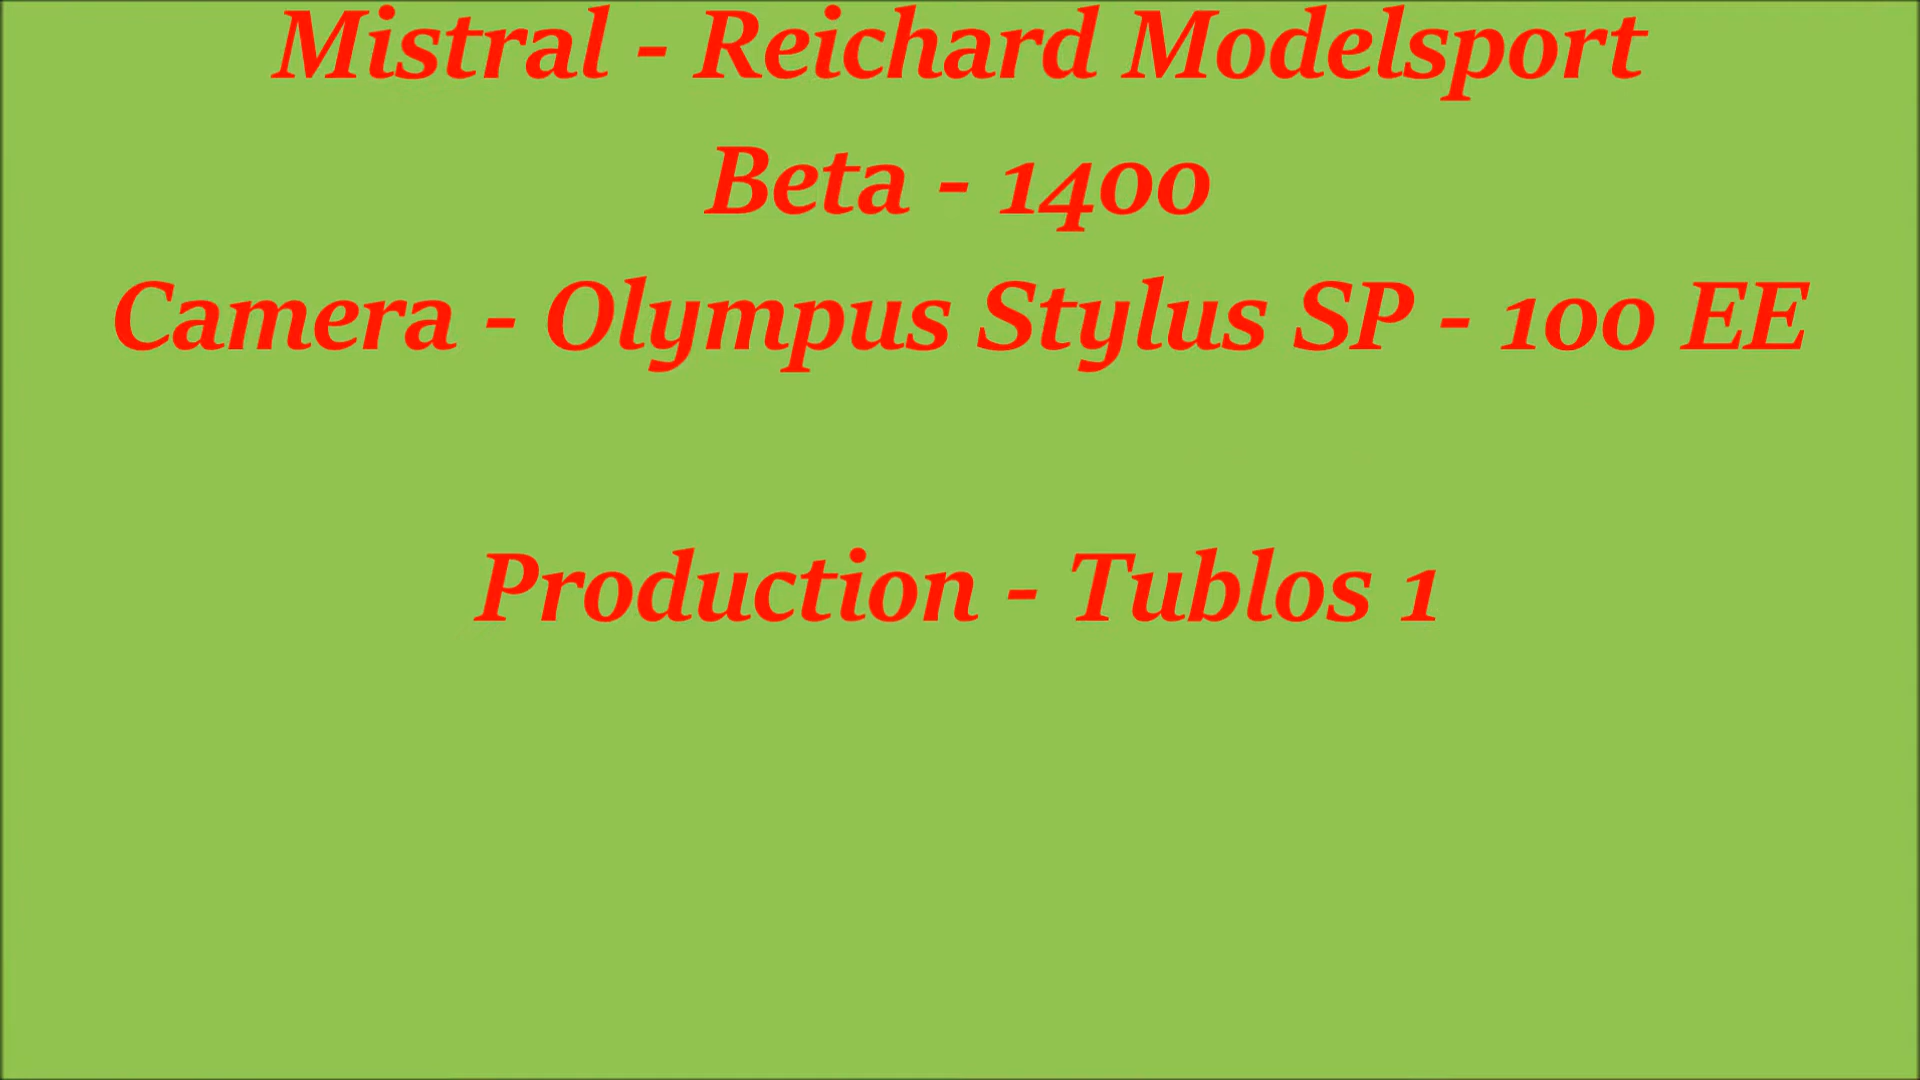 Mistral - Reichard Modelsport
Beta - 1400
Camera - Olympus Stylus SP - 100 EE
Production - Tublos 1